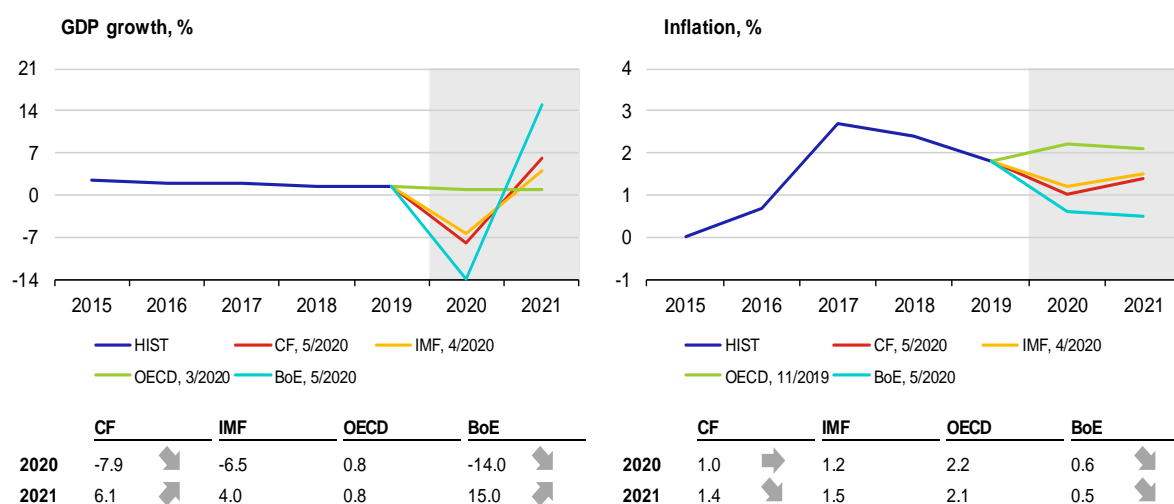 GDP growth, %
21
14
7
0
-7
-14
2015 2016 2017 2018 2019 2020 2021
HIST CF, 5/2020 IMF, 4/2020
OECD, 3/2020 BoE, 5/2020
CF IMF OECD BoE
2020 -7.9 -6.5 0.8 -14.0
2021 6.1 4.0 0.8 15.0
Inflation, %
4
3
2
1
0
-1
2015 2016 2017 2018 2019 2020 2021
HIST CF, 5/2020 IMF, 4/2020
OECD, 11/2019 BoE, 5/2020
CF IMF OECD BoE
2020 1.0 1.2 2.2 0.6
2021 1.4 1.5 2.1 0.5